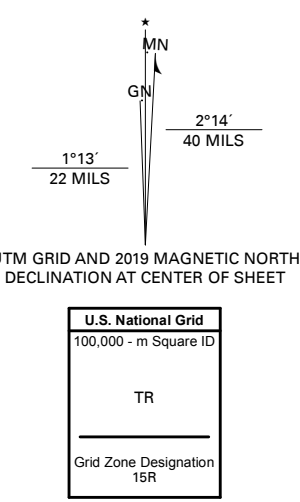 ★
MN
GN
2°14´
40 MILS
1°13´
22 MILS
UTM GRID AND 2019 MAGNETIC NORTH
DECLINATION AT CENTER OF SHEET
U.S. National Grid
100,000 - m Square ID
TR
Grid Zone Designation
15R